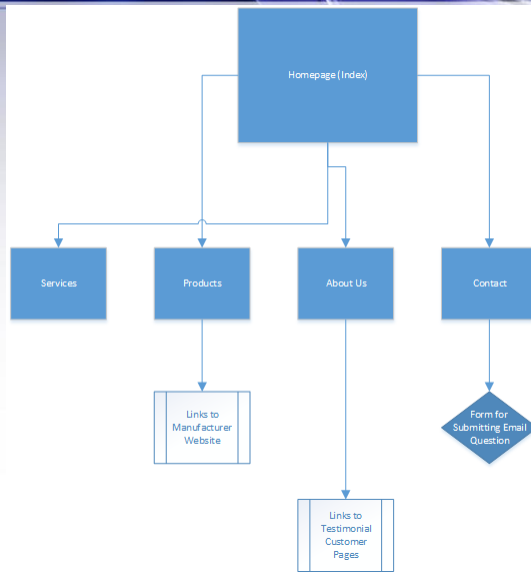 Homepage (Index)
Services
Products
About Us
Contact
Links to
Manufacturer
Website
Form for
Submitting Email
Question
Links to
Testimonial
Customer
Pages